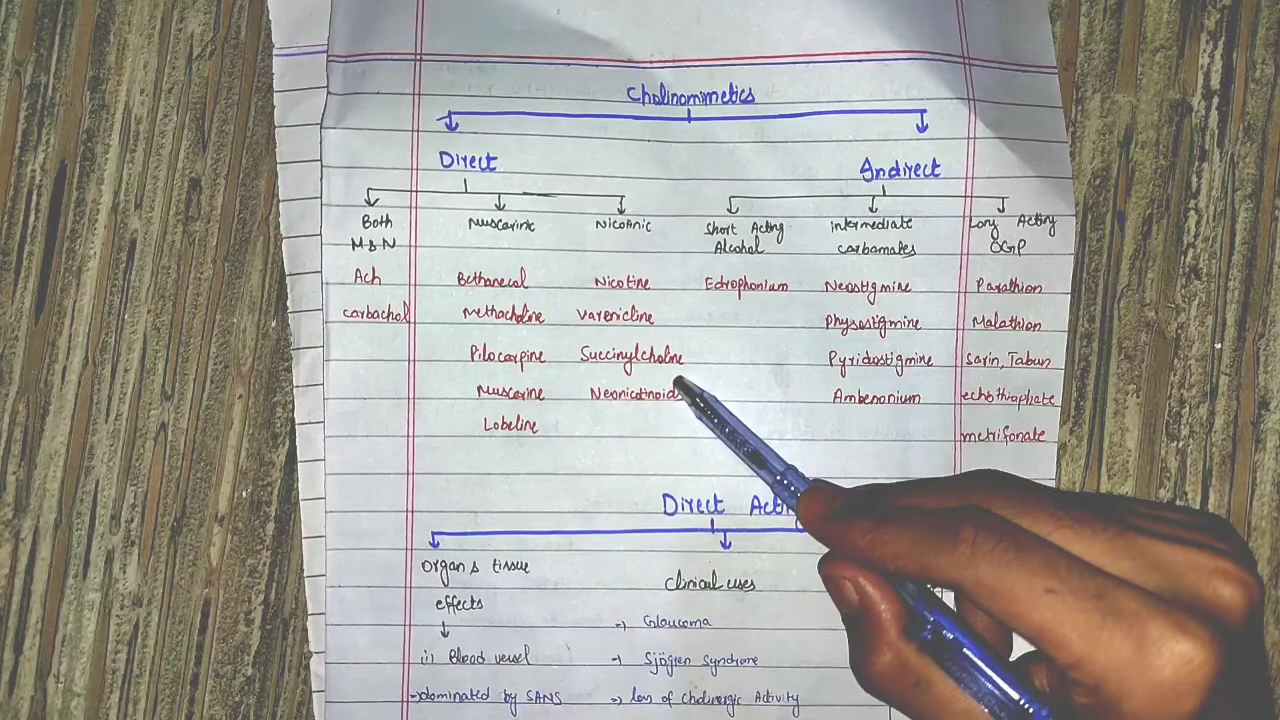 Cholinomimetics
Direct Indirect
Both Muscarinic Nicotinic Short Acting intermediate Long Acting
M & N Alcohol carbamates OGP
Ach Bethanecol Nicotine Edrophonium Neostigmine Parathion
carbachol Methacholine Varenicline Physostigmine Malathion
Pilocarpine Succinylcholine Pyridostigmine Sarin, Tabun
Muscarine Neonicotinoid Ambenonium echothiophate
Lobeline metrifonate
Direct
organ & tissue clinical uses
effects
→ Glaucoma
i) Blood vessel → Sjögren Syndrome
→ dominated by SANS → loss of cholinergic Activity